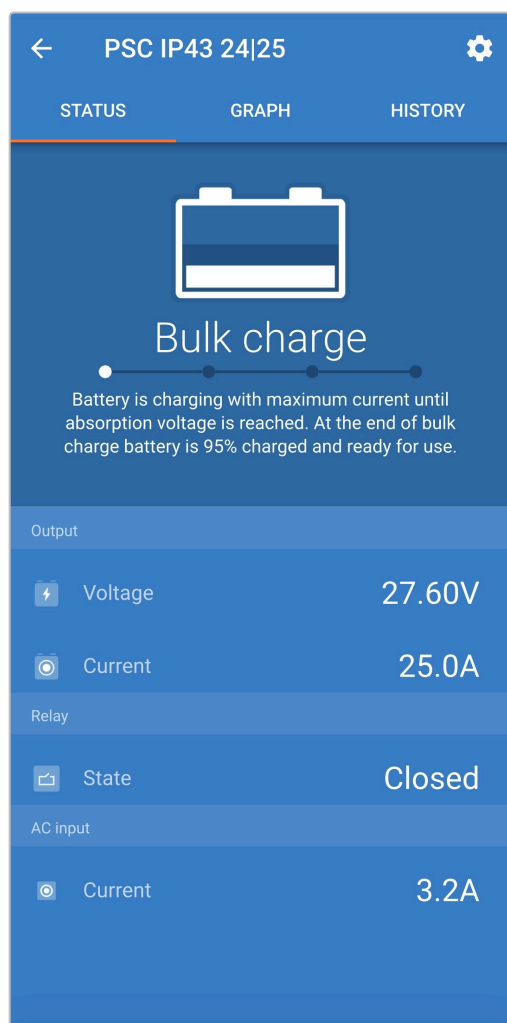 PSC IP43 24|25
STATUS GRAPH HISTORY
Bulk charge
Battery is charging with maximum current until
absorption voltage is reached. At the end of bulk
charge battery is 95% charged and ready for use.
Output
Voltage 27.60V
Current 25.0A
Relay
State Closed
AC input
Current 3.2A